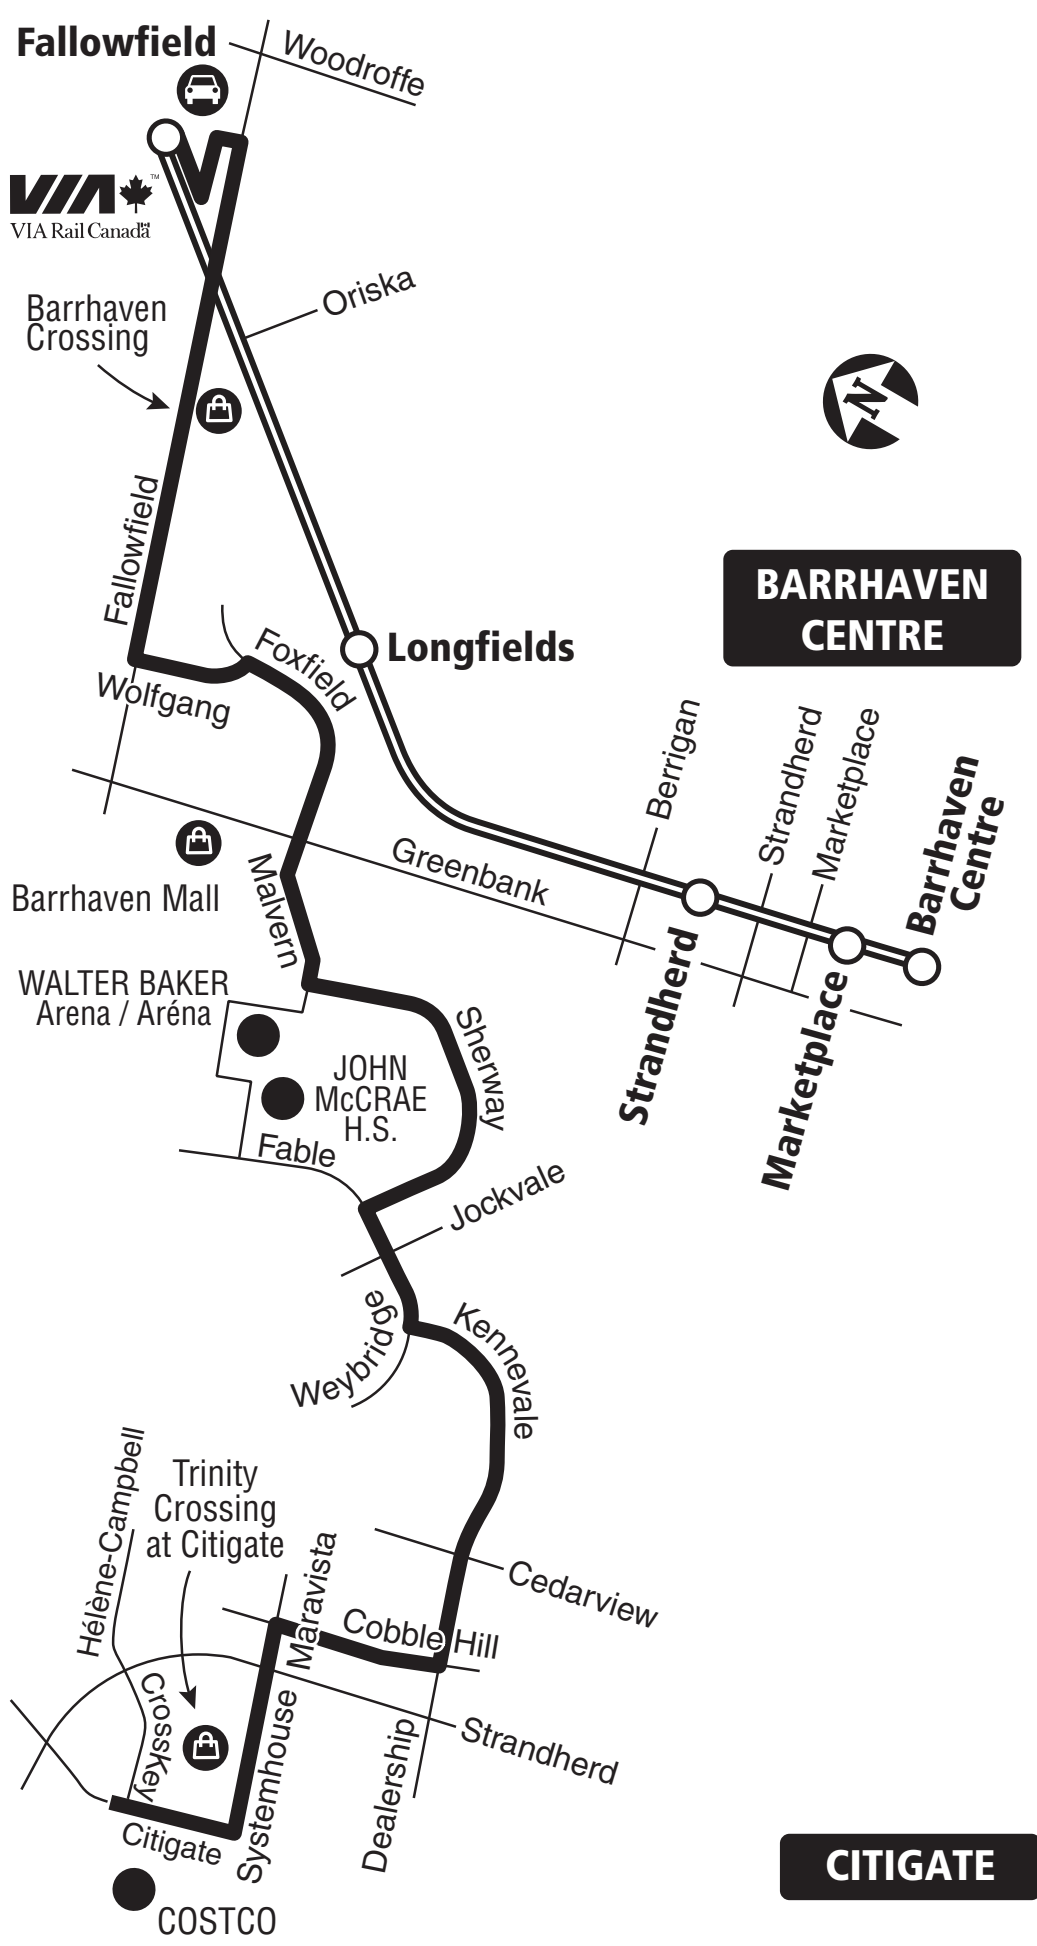 Fallowfield
Woodroffe
VIA
TM
VIA Rail Canada
Oriska
Barrhaven
Crossing
N
Fallowfield
BARRHAVEN
CENTRE
Foxfield
Longfields
Wolfgang
Berrigan
Strandherd
Marketplace
Barrhaven
Centre
Greenbank
Malvern
Barrhaven Mall
Strandherd
Marketplace
WALTER BAKER
Arena / Aréna
Sherway
JOHN
McCRAE
H.S.
Fable
Jockvale
Weybridge
Kennevale
Hélène-Campbell
Trinity
Crossing
at Citigate
Maravista
Cedarview
Cobble Hill
CrossKey
Systemhouse
Strandherd
Dealership
Citigate
CITIGATE
COSTCO